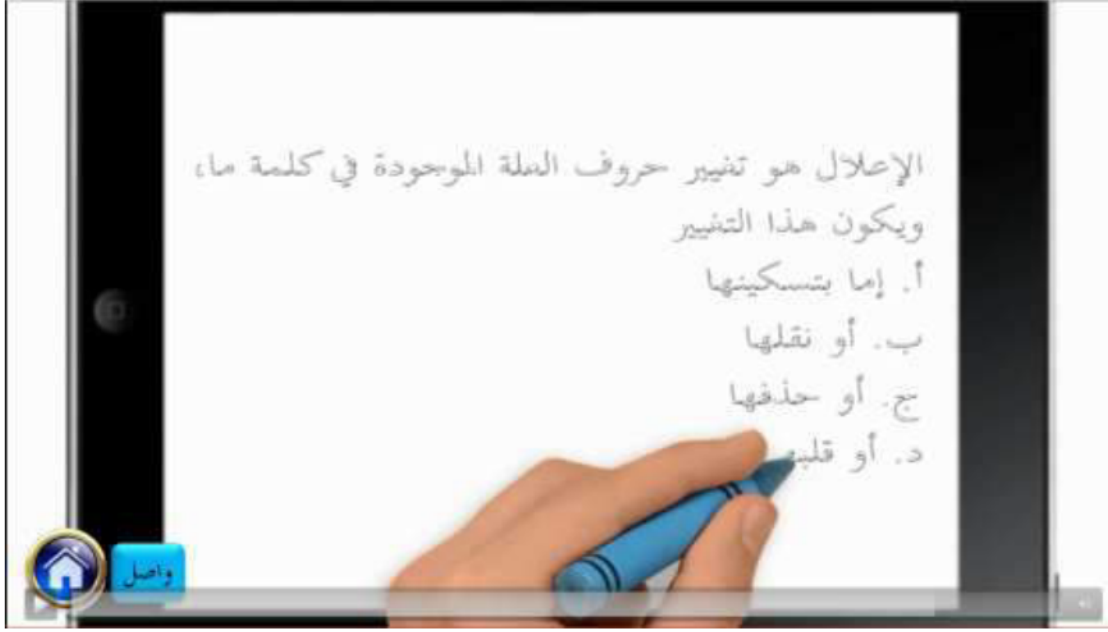 الإعلال هو تغيير حروف العلة الموجودة في كلمة ما،
ويكون هذا التغيير
أ. إما بتسكينها
ب. أو نقلها
ج. أو حذفها
د. أو قلبه
واصل